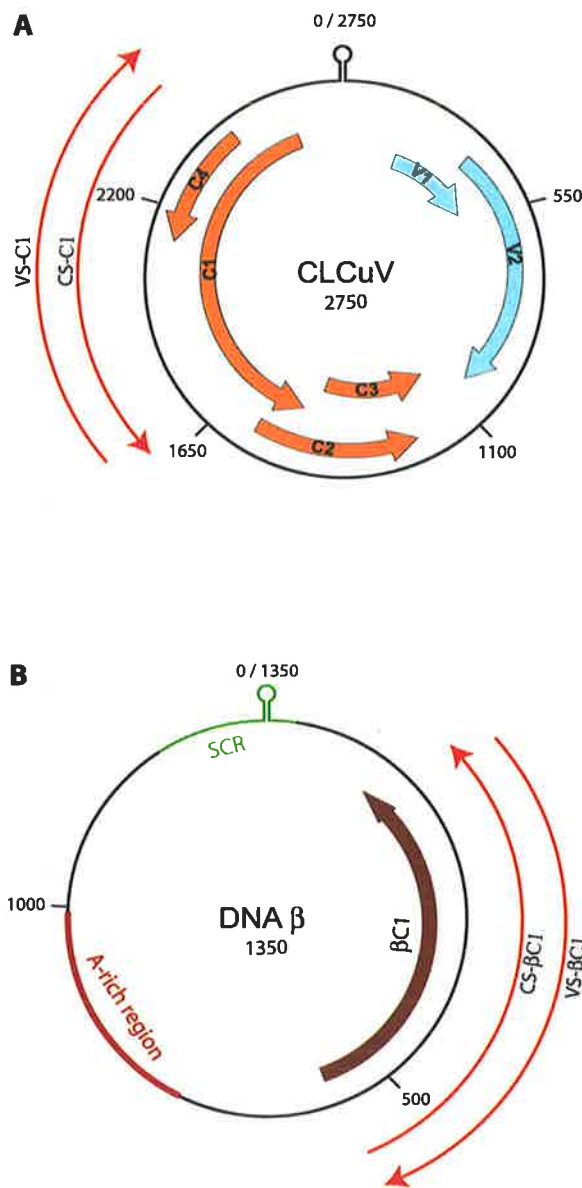 A
0 / 2750
550
1100
1650
2200
VS-C1
CS-C1
C4
C1
V1
V2
C3
C2
CLCuV
2750
B
0 / 1350
SCR
500
1000
A-rich region
DNA β
1350
βC1
CS-βC1
VS-βC1